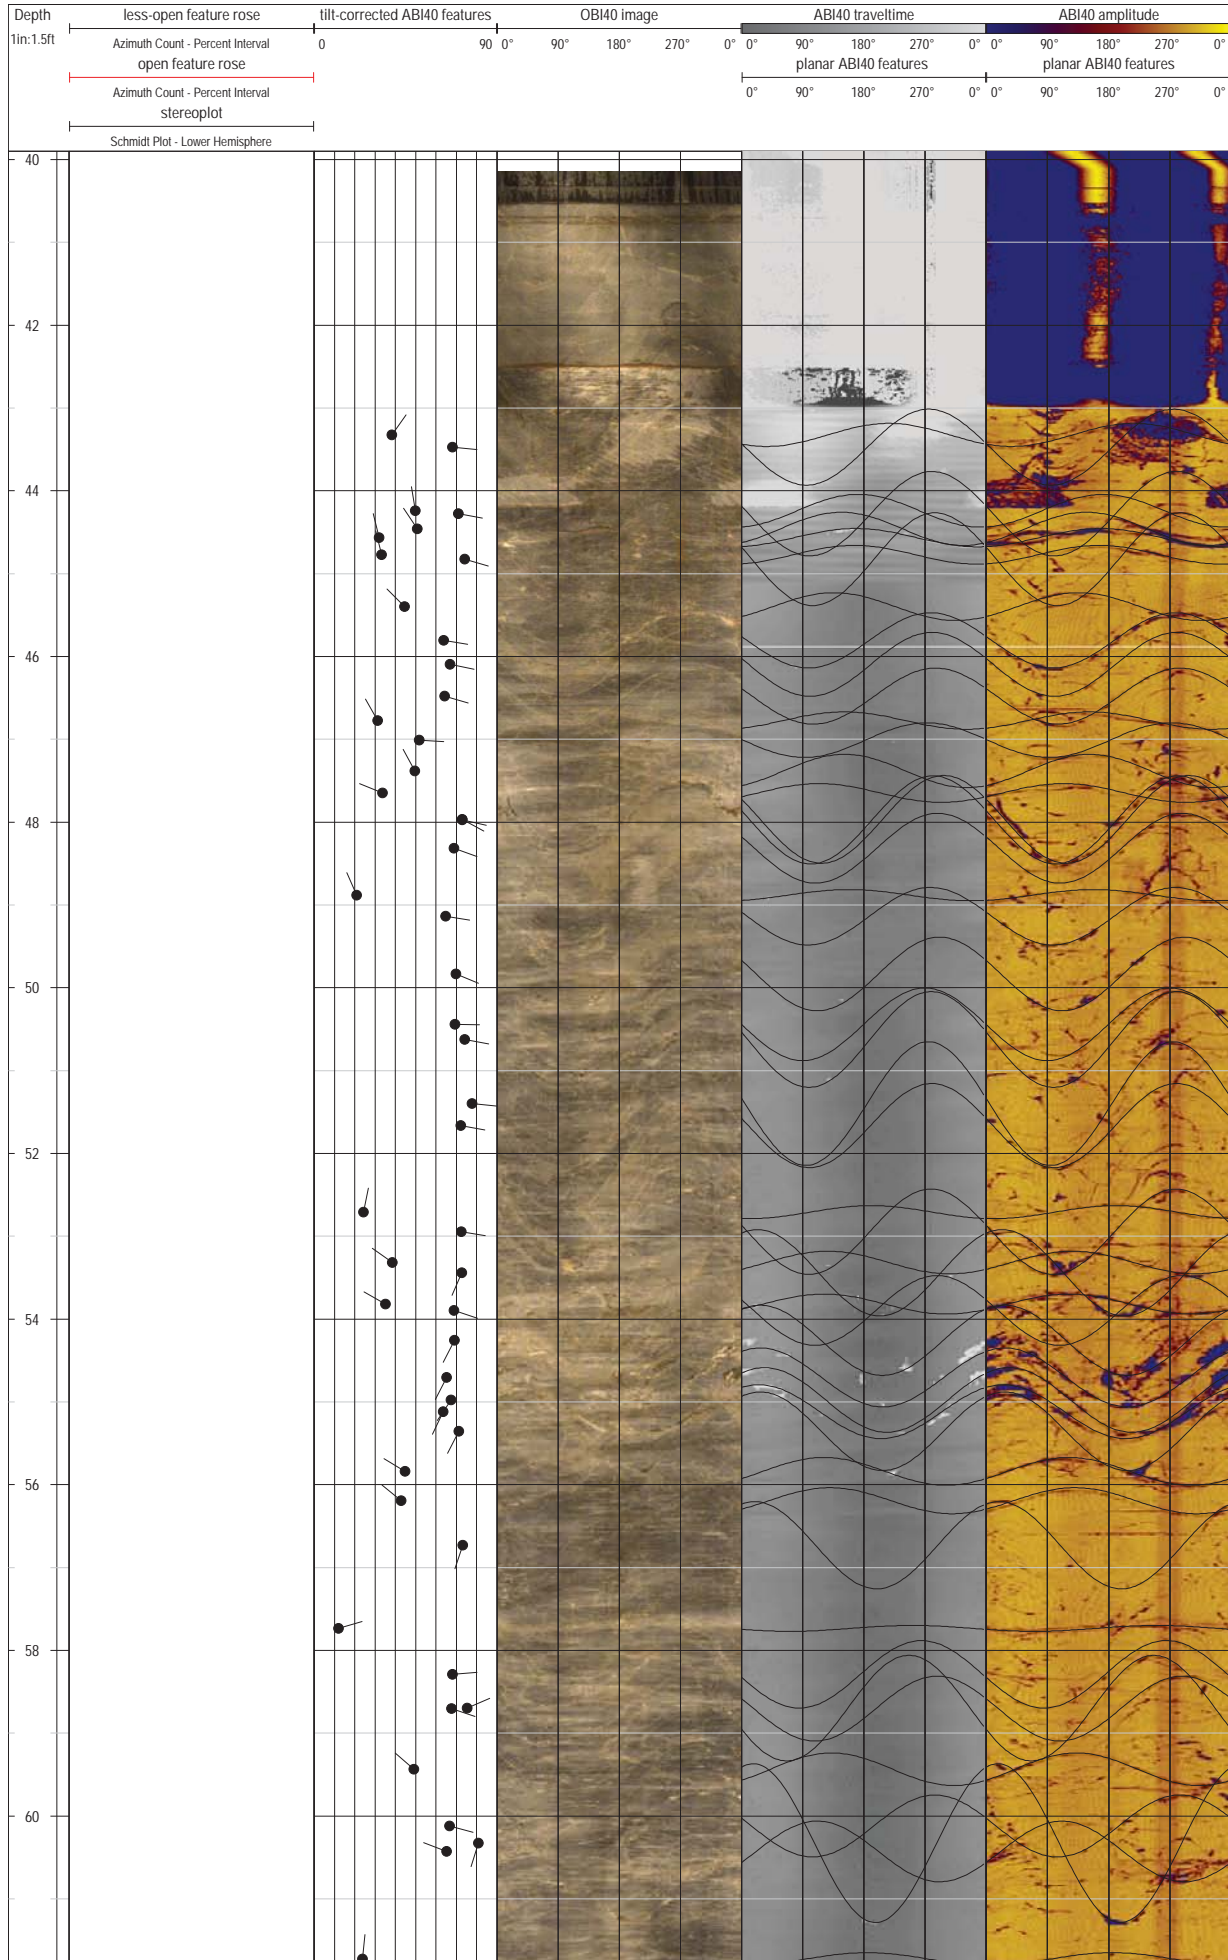 Depth less-open feature rose tilt-corrected ABI40 features OBI40 image ABI40 traveltime ABI40 amplitude
1in:1.5ft Azimuth Count - Percent Interval 0 90 0° 90° 180° 270° 0° 0° 90° 180° 270° 0° 0° 90° 180° 270° 0°
open feature rose planar ABI40 features planar ABI40 features
Azimuth Count - Percent Interval 0° 90° 180° 270° 0° 0° 90° 180° 270° 0°
stereoplot
Schmidt Plot - Lower Hemisphere
40
42
44
46
48
50
52
54
56
58
60